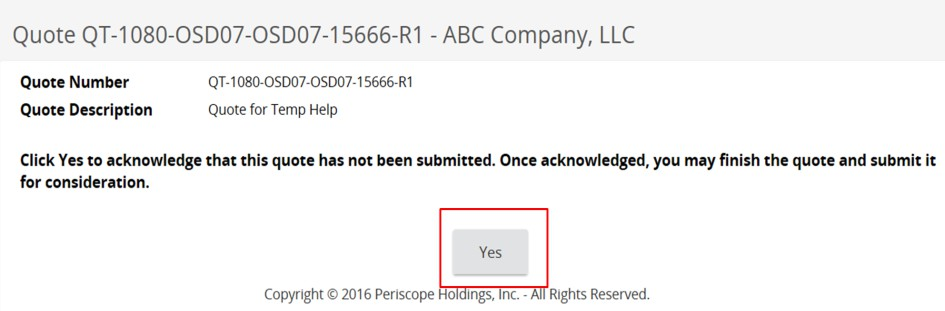 Quote QT-1080-OSD07-OSD07-15666-R1 - ABC Company, LLC
Quote Number QT-1080-OSD07-OSD07-15666-R1
Quote Description Quote for Temp Help
Click Yes to acknowledge that this quote has not been submitted. Once acknowledged, you may finish the quote and submit it
for consideration.
Yes
Copyright © 2016 Periscope Holdings, Inc. - All Rights Reserved.